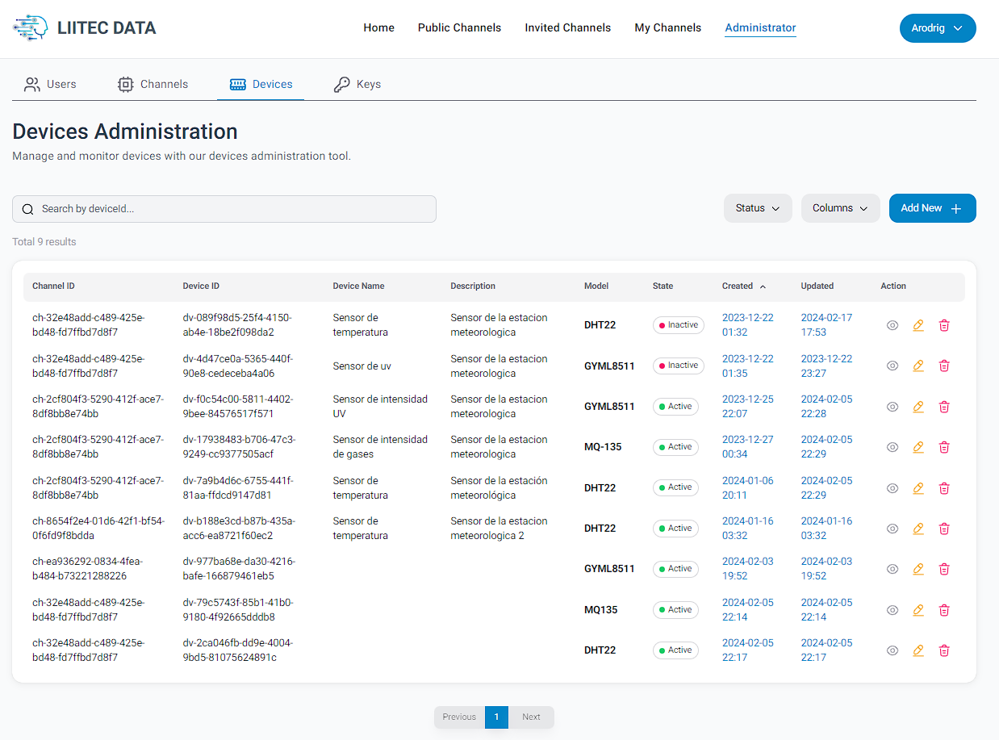 LIITEC DATA
Home Public Channels Invited Channels My Channels Administrator
Arodrig
Users Channels Devices Keys
Devices Administration
Manage and monitor devices with our devices administration tool.
Search by deviceId...
Status Columns Add New
Total 9 results
Channel ID Device ID Device Name Description Model State Created Updated Action
ch-32e48add-c489-425e- dv-089f98d5-25f4-4150- Sensor de Sensor de la estacion 2023-12-22 2024-02-17
DHT22 Inactive
bd48-fd7ffbd7d8f7 ab4e-18be2f098da2 temperatura meteorologica 01:32 17:53
ch-32e48add-c489-425e- dv-4d47ce0a-5365-440f- Sensor de la estacion 2023-12-22 2023-12-22
Sensor de uv GYML8511 Inactive
bd48-fd7ffbd7d8f7 90e8-cedeceba4a06 meteorologica 01:35 23:27
ch-2cf804f3-5290-412f-ace7- dv-f0c54c00-5811-4402- Sensor de intensidad Sensor de la estacion 2023-12-25 2024-02-05
GYML8511 Active
8df8bb8e74bb 9bee-84576517f571 UV meteorologica 22:07 22:28
ch-2cf804f3-5290-412f-ace7- dv-17938483-b706-47c3- Sensor de intensidad Sensor de la estacion 2023-12-27 2024-02-05
MQ-135 Active
8df8bb8e74bb 9249-cc9377505acf de gases meteorologica 00:34 22:29
ch-2cf804f3-5290-412f-ace7- dv-7a9b4d6c-6755-441f- Sensor de Sensor de la estación 2024-01-06 2024-02-05
DHT22 Active
8df8bb8e74bb 81aa-ffdcd9147d81 temperatura meteorológica 20:11 22:29
ch-8654f2e4-01d6-42f1-bf54- dv-b188e3cd-b87b-435a- Sensor de Sensor de la estacion 2024-01-16 2024-01-16
DHT22 Active
0f6fd9f8bdda acc6-ea8721f60ec2 temperatura meteorologica 2 03:32 03:32
ch-ea936292-0834-4fea- dv-977ba68e-da30-4216- 2024-02-03 2024-02-03
GYML8511 Active
b484-b73221288226 bafe-166879461eb5 19:52 19:52
ch-32e48add-c489-425e- dv-79c5743f-85b1-41b0- 2024-02-05 2024-02-05
MQ135 Active
bd48-fd7ffbd7d8f7 9180-4f92665dddb8 22:14 22:14
ch-32e48add-c489-425e- dv-2ca046fb-dd9e-4004- 2024-02-05 2024-02-05
DHT22 Active
bd48-fd7ffbd7d8f7 9bd5-81075624891c 22:17 22:17
Previous 1 Next